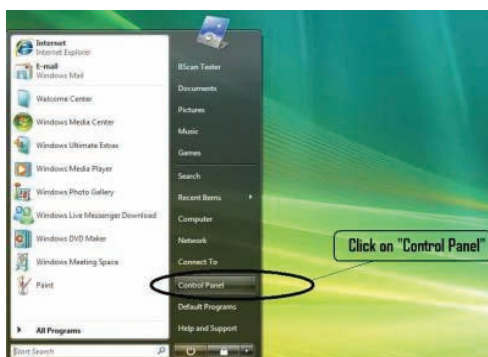 Internet
Internet Explorer
E-mail
Windows Mail
Welcome Center
Windows Media Center
Windows Ultimate Extras
Windows Media Player
Windows Photo Gallery
Windows Live Messenger Download
Windows DVD Maker
Windows Meeting Space
Paint
All Programs
Start Search
BScan Tester
Documents
Pictures
Music
Games
Search
Recent Items
Computer
Network
Connect To
Control Panel
Default Programs
Help and Support
Click on "Control Panel"